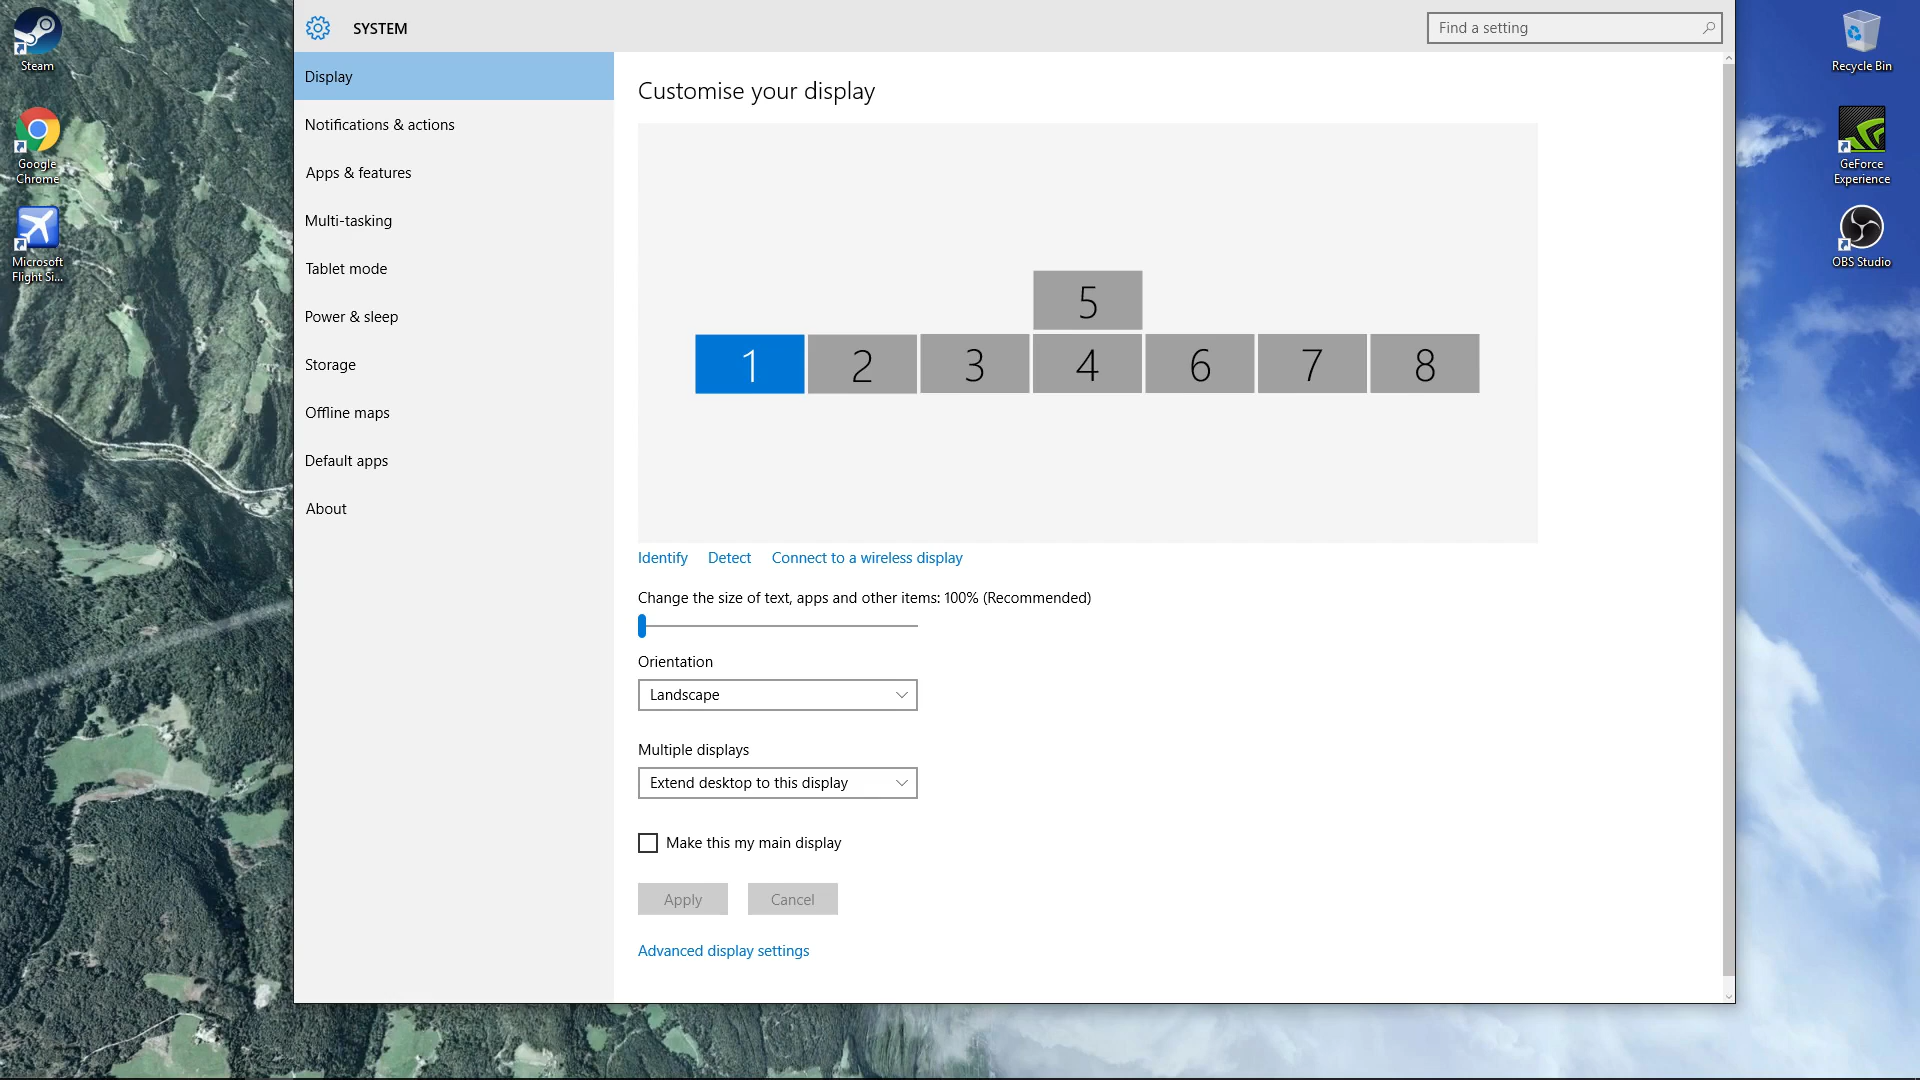 Steam
Google
Chrome
Microsoft
Flight Si...
SYSTEM
Find a setting
Display
Notifications & actions
Apps & features
Multi-tasking
Tablet mode
Power & sleep
Storage
Offline maps
Default apps
About
Customise your display
5
1 2 3 4 6 7 8
Identify Detect Connect to a wireless display
Change the size of text, apps and other items: 100% (Recommended)
Orientation
Landscape
Multiple displays
Extend desktop to this display
Make this my main display
Apply Cancel
Advanced display settings
Recycle Bin
GeForce
Experience
OBS Studio